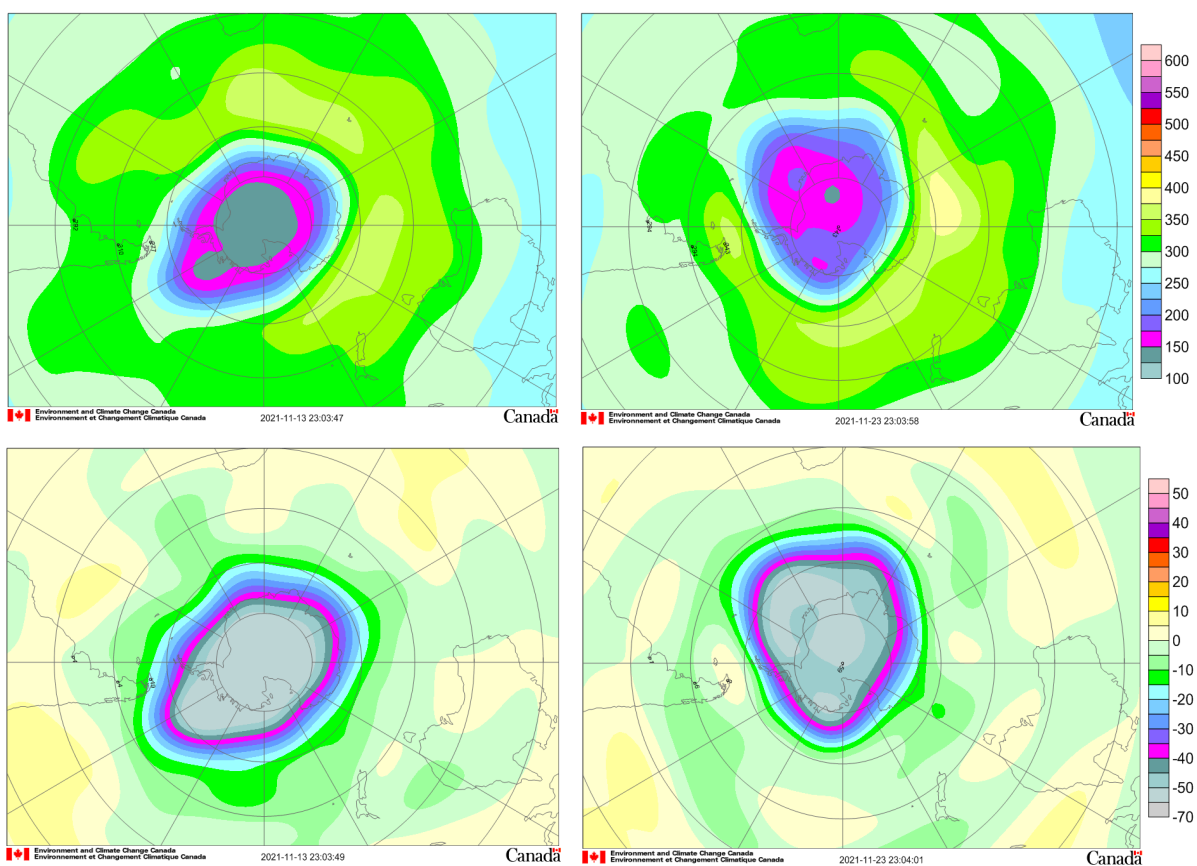 600
550
500
450
400
350
300
250
200
150
100
Environment and Climate Change Canada
Environnement et Changement Climatique Canada
2021-11-13 23:03:47
Canada
Environment and Climate Change Canada
Environnement et Changement Climatique Canada
2021-11-23 23:03:58
Canada
50
40
30
20
10
0
-10
-20
-30
-40
-50
-70
Environment and Climate Change Canada
Environnement et Changement Climatique Canada
2021-11-13 23:03:49
Canada
Environment and Climate Change Canada
Environnement et Changement Climatique Canada
2021-11-23 23:04:01
Canada